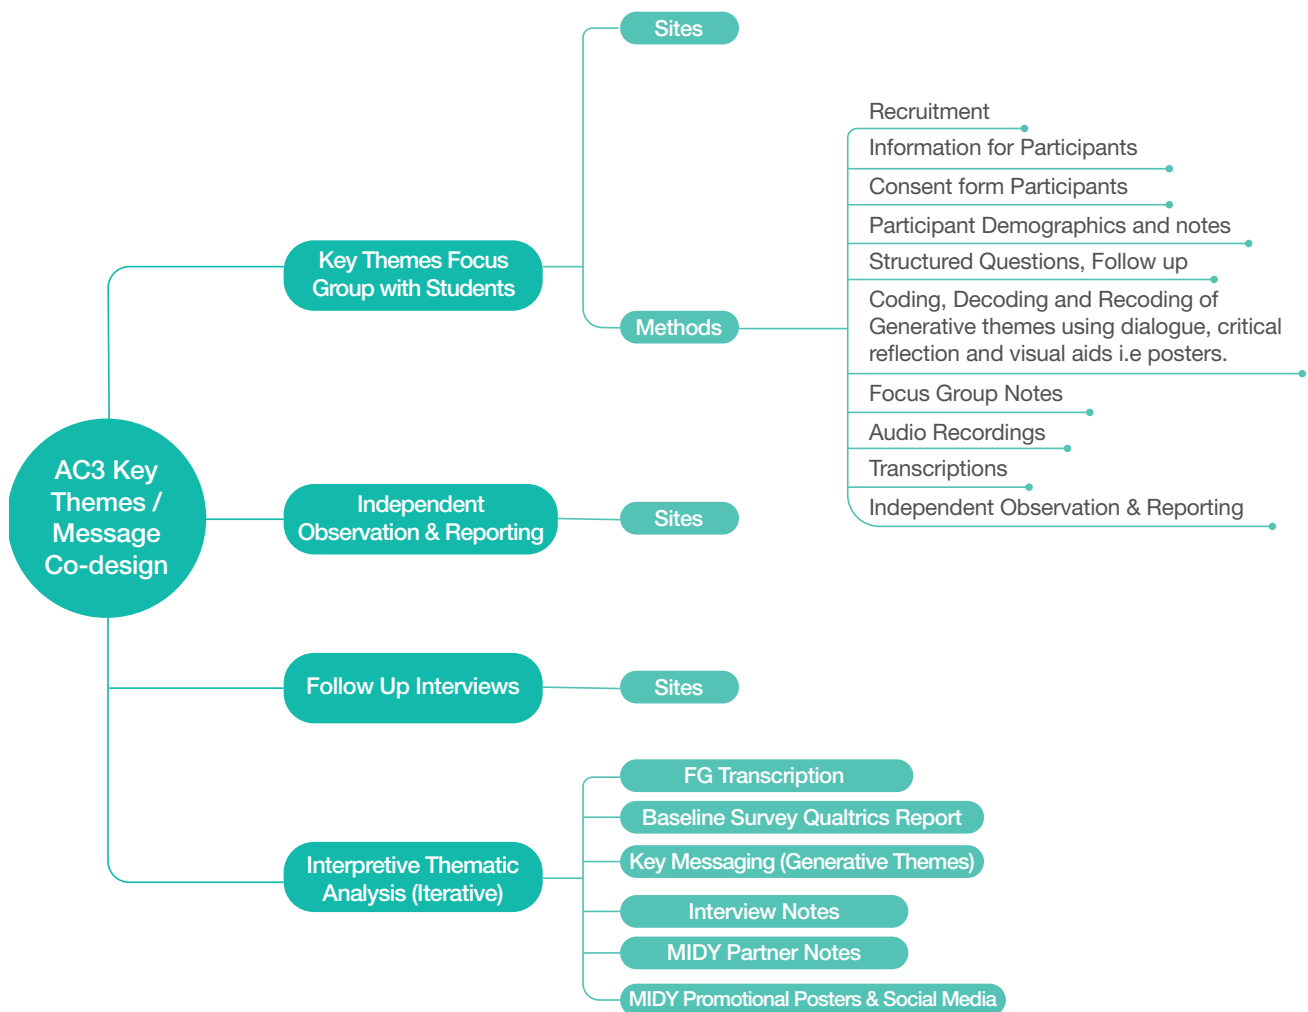 AC3 Key
Themes /
Message
Co-design
Key Themes Focus
Group with Students
Sites
Methods
Recruitment
Information for Participants
Consent form Participants
Participant Demographics and notes
Structured Questions, Follow up
Coding, Decoding and Recoding of
Generative themes using dialogue, critical
reflection and visual aids i.e posters.
Focus Group Notes
Audio Recordings
Transcriptions
Independent Observation & Reporting
Independent
Observation & Reporting
Sites
Follow Up Interviews
Sites
Interpretive Thematic
Analysis (Iterative)
FG Transcription
Baseline Survey Qualtrics Report
Key Messaging (Generative Themes)
Interview Notes
MIDY Partner Notes
MIDY Promotional Posters & Social Media